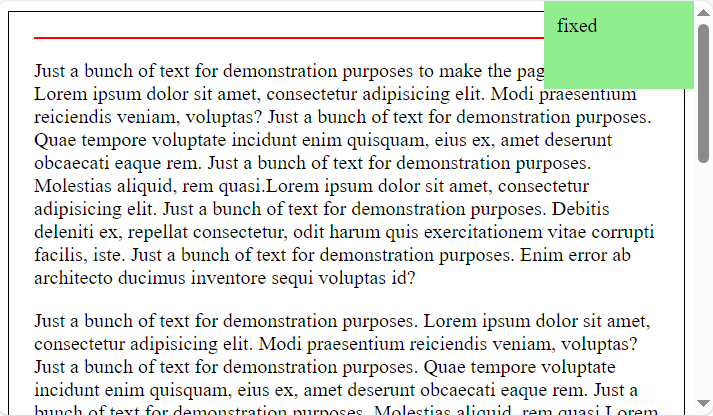 fixed
Just a bunch of text for demonstration purposes to make the pag
Lorem ipsum dolor sit amet, consectetur adipisicing elit. Modi praesentium
reiciendis veniam, voluptas? Just a bunch of text for demonstration purposes.
Quae tempore voluptate incidunt enim quisquam, eius ex, amet deserunt
obcaecati eaque rem. Just a bunch of text for demonstration purposes.
Molestias aliquid, rem quasi.Lorem ipsum dolor sit amet, consectetur
adipisicing elit. Just a bunch of text for demonstration purposes. Debitis
deleniti ex, repellat consectetur, odit harum quis exercitationem vitae corrupti
facilis, iste. Just a bunch of text for demonstration purposes. Enim error ab
architecto ducimus inventore sequi voluptas id?
Just a bunch of text for demonstration purposes. Lorem ipsum dolor sit amet,
consectetur adipisicing elit. Modi praesentium reiciendis veniam, voluptas?
Just a bunch of text for demonstration purposes. Quae tempore voluptate
incidunt enim quisquam, eius ex, amet deserunt obcaecati eaque rem. Just a
bunch of text for demonstration purposes. Molestias aliquid, rem quasi.Lorem